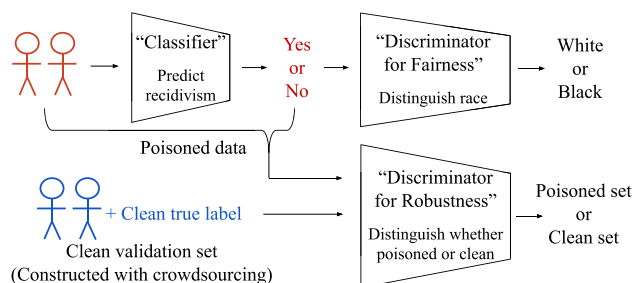 “Classifier”
Predict
recidivism
Yes
or
No
“Discriminator
for Fairness”
Distinguish race
White
or
Black
Poisoned data
+ Clean true label
Clean validation set
(Constructed with crowdsourcing)
“Discriminator
for Robustness”
Distinguish whether
poisoned or clean
Poisoned set
or
Clean set